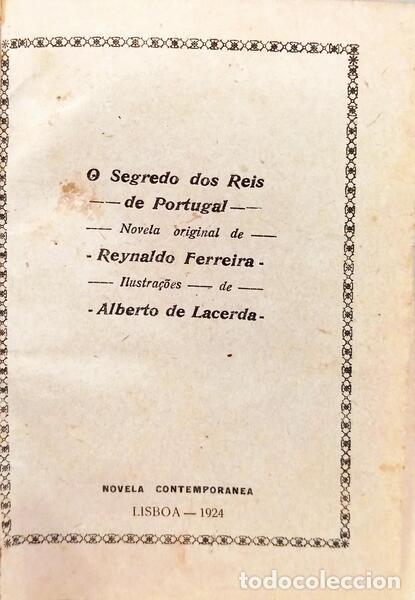 O Segredo dos Reis
— de Portugal —
— Novela original de —
- Reynaldo Ferreira -
— Ilustrações — de —
- Alberto de Lacerda -
NOVELA CONTEMPORANEA
LISBOA — 1924
todocoleccion.net